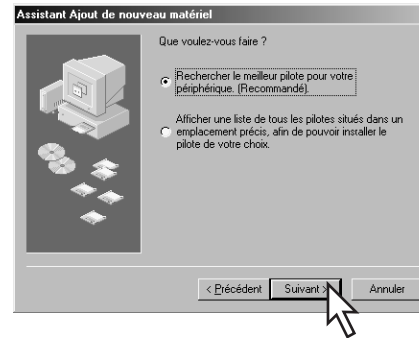 Assistant Ajout de nouveau matériel
Que voulez-vous faire ?
Rechercher le meilleur pilote pour votre
périphérique. (Recommandé).
Afficher une liste de tous les pilotes situés dans un
emplacement précis, afin de pouvoir installer le
pilote de votre choix.
< Précédent Suivant > Annuler